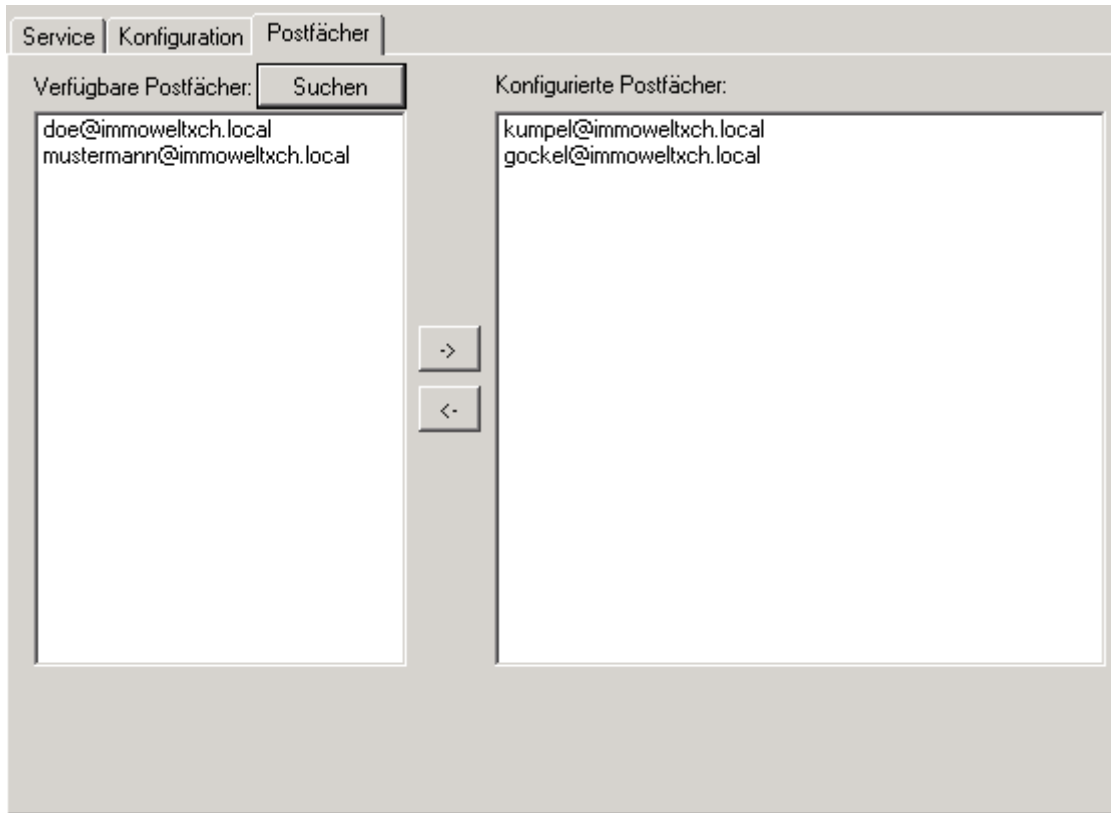 Service Konfiguration Postfächer
Verfügbare Postfächer: Suchen Konfigurierte Postfächer:
doe@immoweltxch.local kumpel@immoweltxch.local
mustermann@immoweltxch.local gockel@immoweltxch.local
->
<-